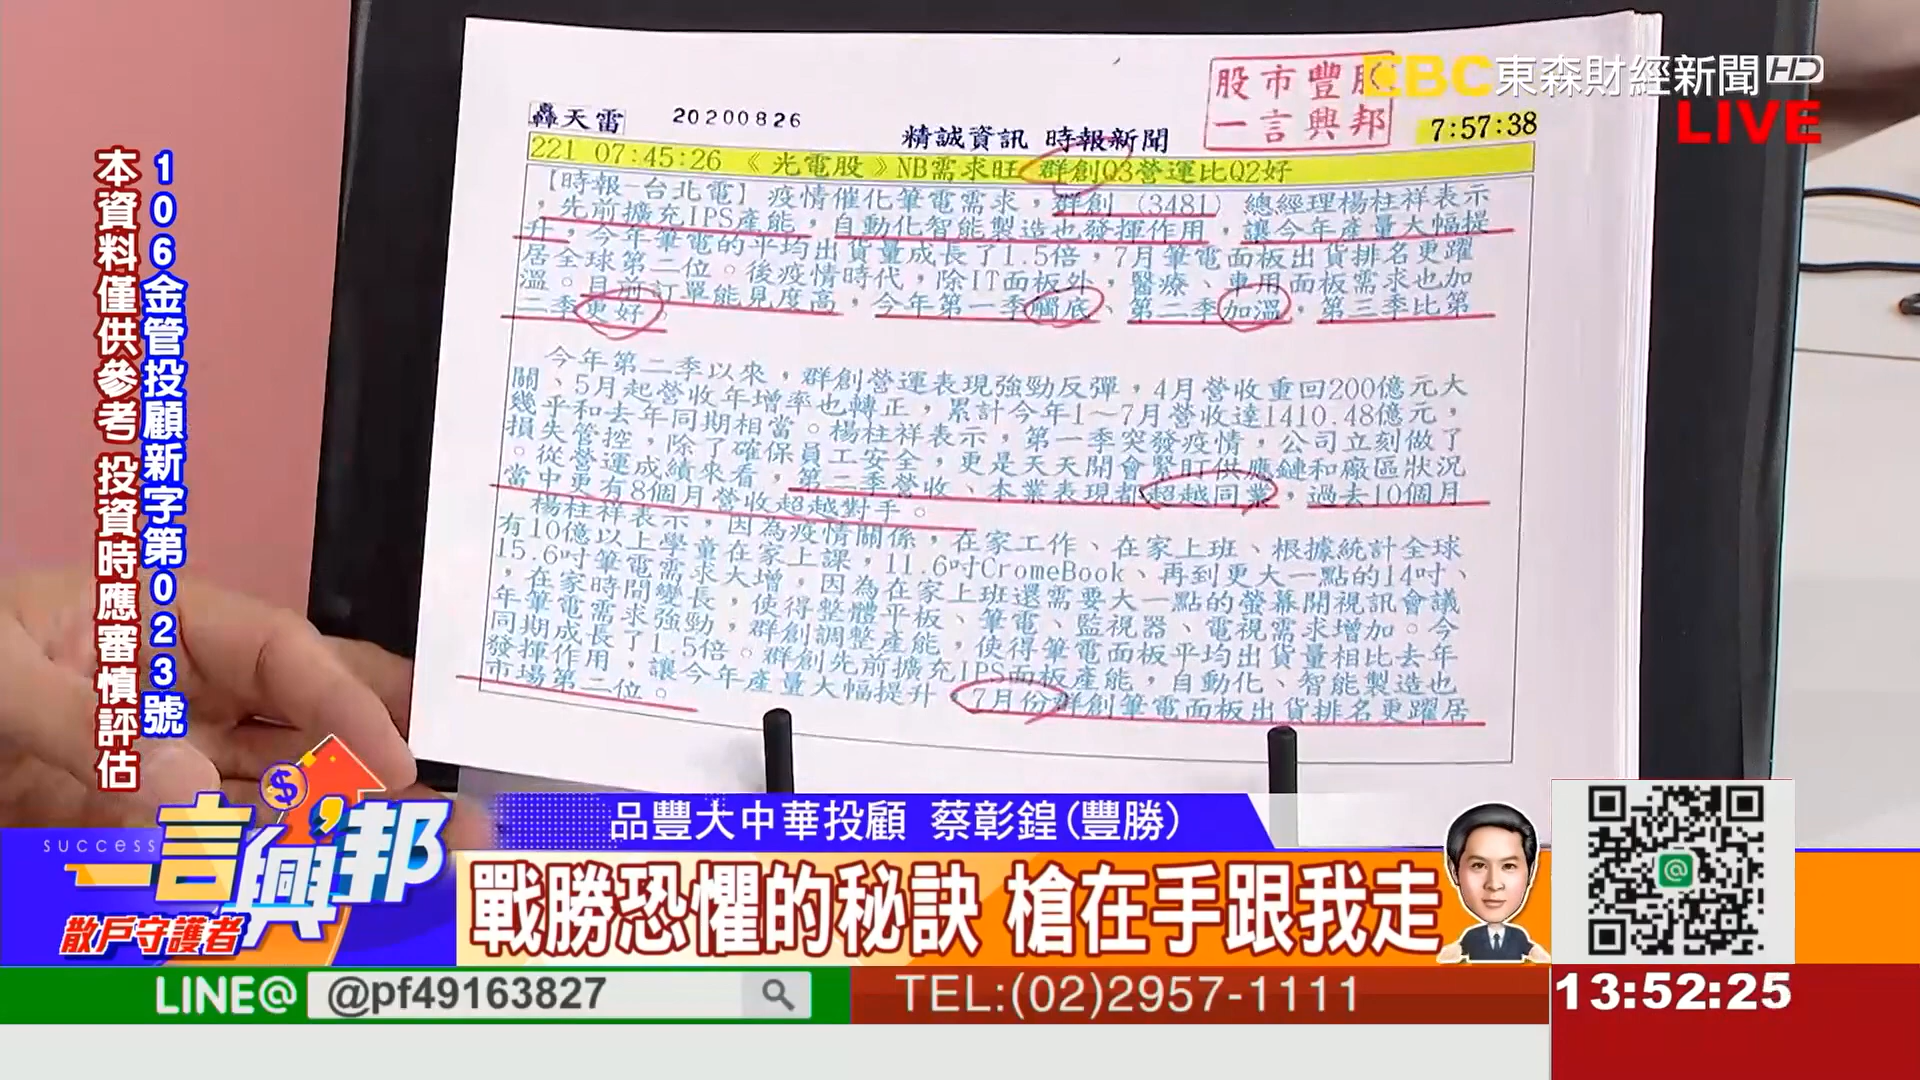 股市豐勝
一言興邦
EBC東森財經新聞HD
LIVE
轟天雷
20200826
精誠資訊 時報新聞
7:57:38
221 07:45:26 《光電股》NB需求旺 群創Q3營運比Q2好
【時報-台北電】疫情催化筆電需求，群創 (3481) 總經理楊柱祥表示
，先前擴充IPS產能，自動化智能製造也發揮作用，讓今年產量大幅提
升，今年筆電的平均出貨量成長了1.5倍，7月筆電面板出貨排名更躍
居全球第二位。後疫情時代，除IT面板外，醫療、車用面板需求也加
溫。目前訂單能見度高，今年第一季觸底、第二季加溫，第三季比第
二季更好。
今年第二季以來，群創營運表現強勁反彈，4月營收重回200億元大
關、5月起營收年增率也轉正，累計今年1～7月營收達1410.48億元，
幾乎和去年同期相當。楊柱祥表示，第一季突發疫情，公司立刻做了
損失管控，除了確保員工安全，更是天天開會緊盯供應鏈和廠區狀況
。從營運成績來看，第二季營收、本業表現都超越同業，過去10個月
當中更有8個月營收超越對手。
楊柱祥表示，因為疫情關係，在家工作、在家上班、根據統計全球
有10億以上學童在家上課，11.6吋CromeBook、再到更大一點的14吋、
15.6吋筆電需求大增，因為在家上班還需要大一點的螢幕開視訊會議
，在家時間變長，使得整體平板、筆電、監視器、電視需求增加。今
年筆電需求強勁，群創調整產能，使得筆電面板平均出貨量相比去年
同期成長了1.5倍。群創先前擴充IPS面板產能，自動化、智能製造也
發揮作用，讓今年產量大幅提升，7月份群創筆電面板出貨排名更躍居
市場第二位。
106金管投顧新字第023號
本資料僅供參考 投資時應審慎評估
success
一言興邦
散戶守護者
品豐大中華投顧 蔡彰鍠(豐勝)
戰勝恐懼的秘訣 槍在手跟我走
LINE@ @pf49163827
TEL:(02)2957-1111
13:52:25